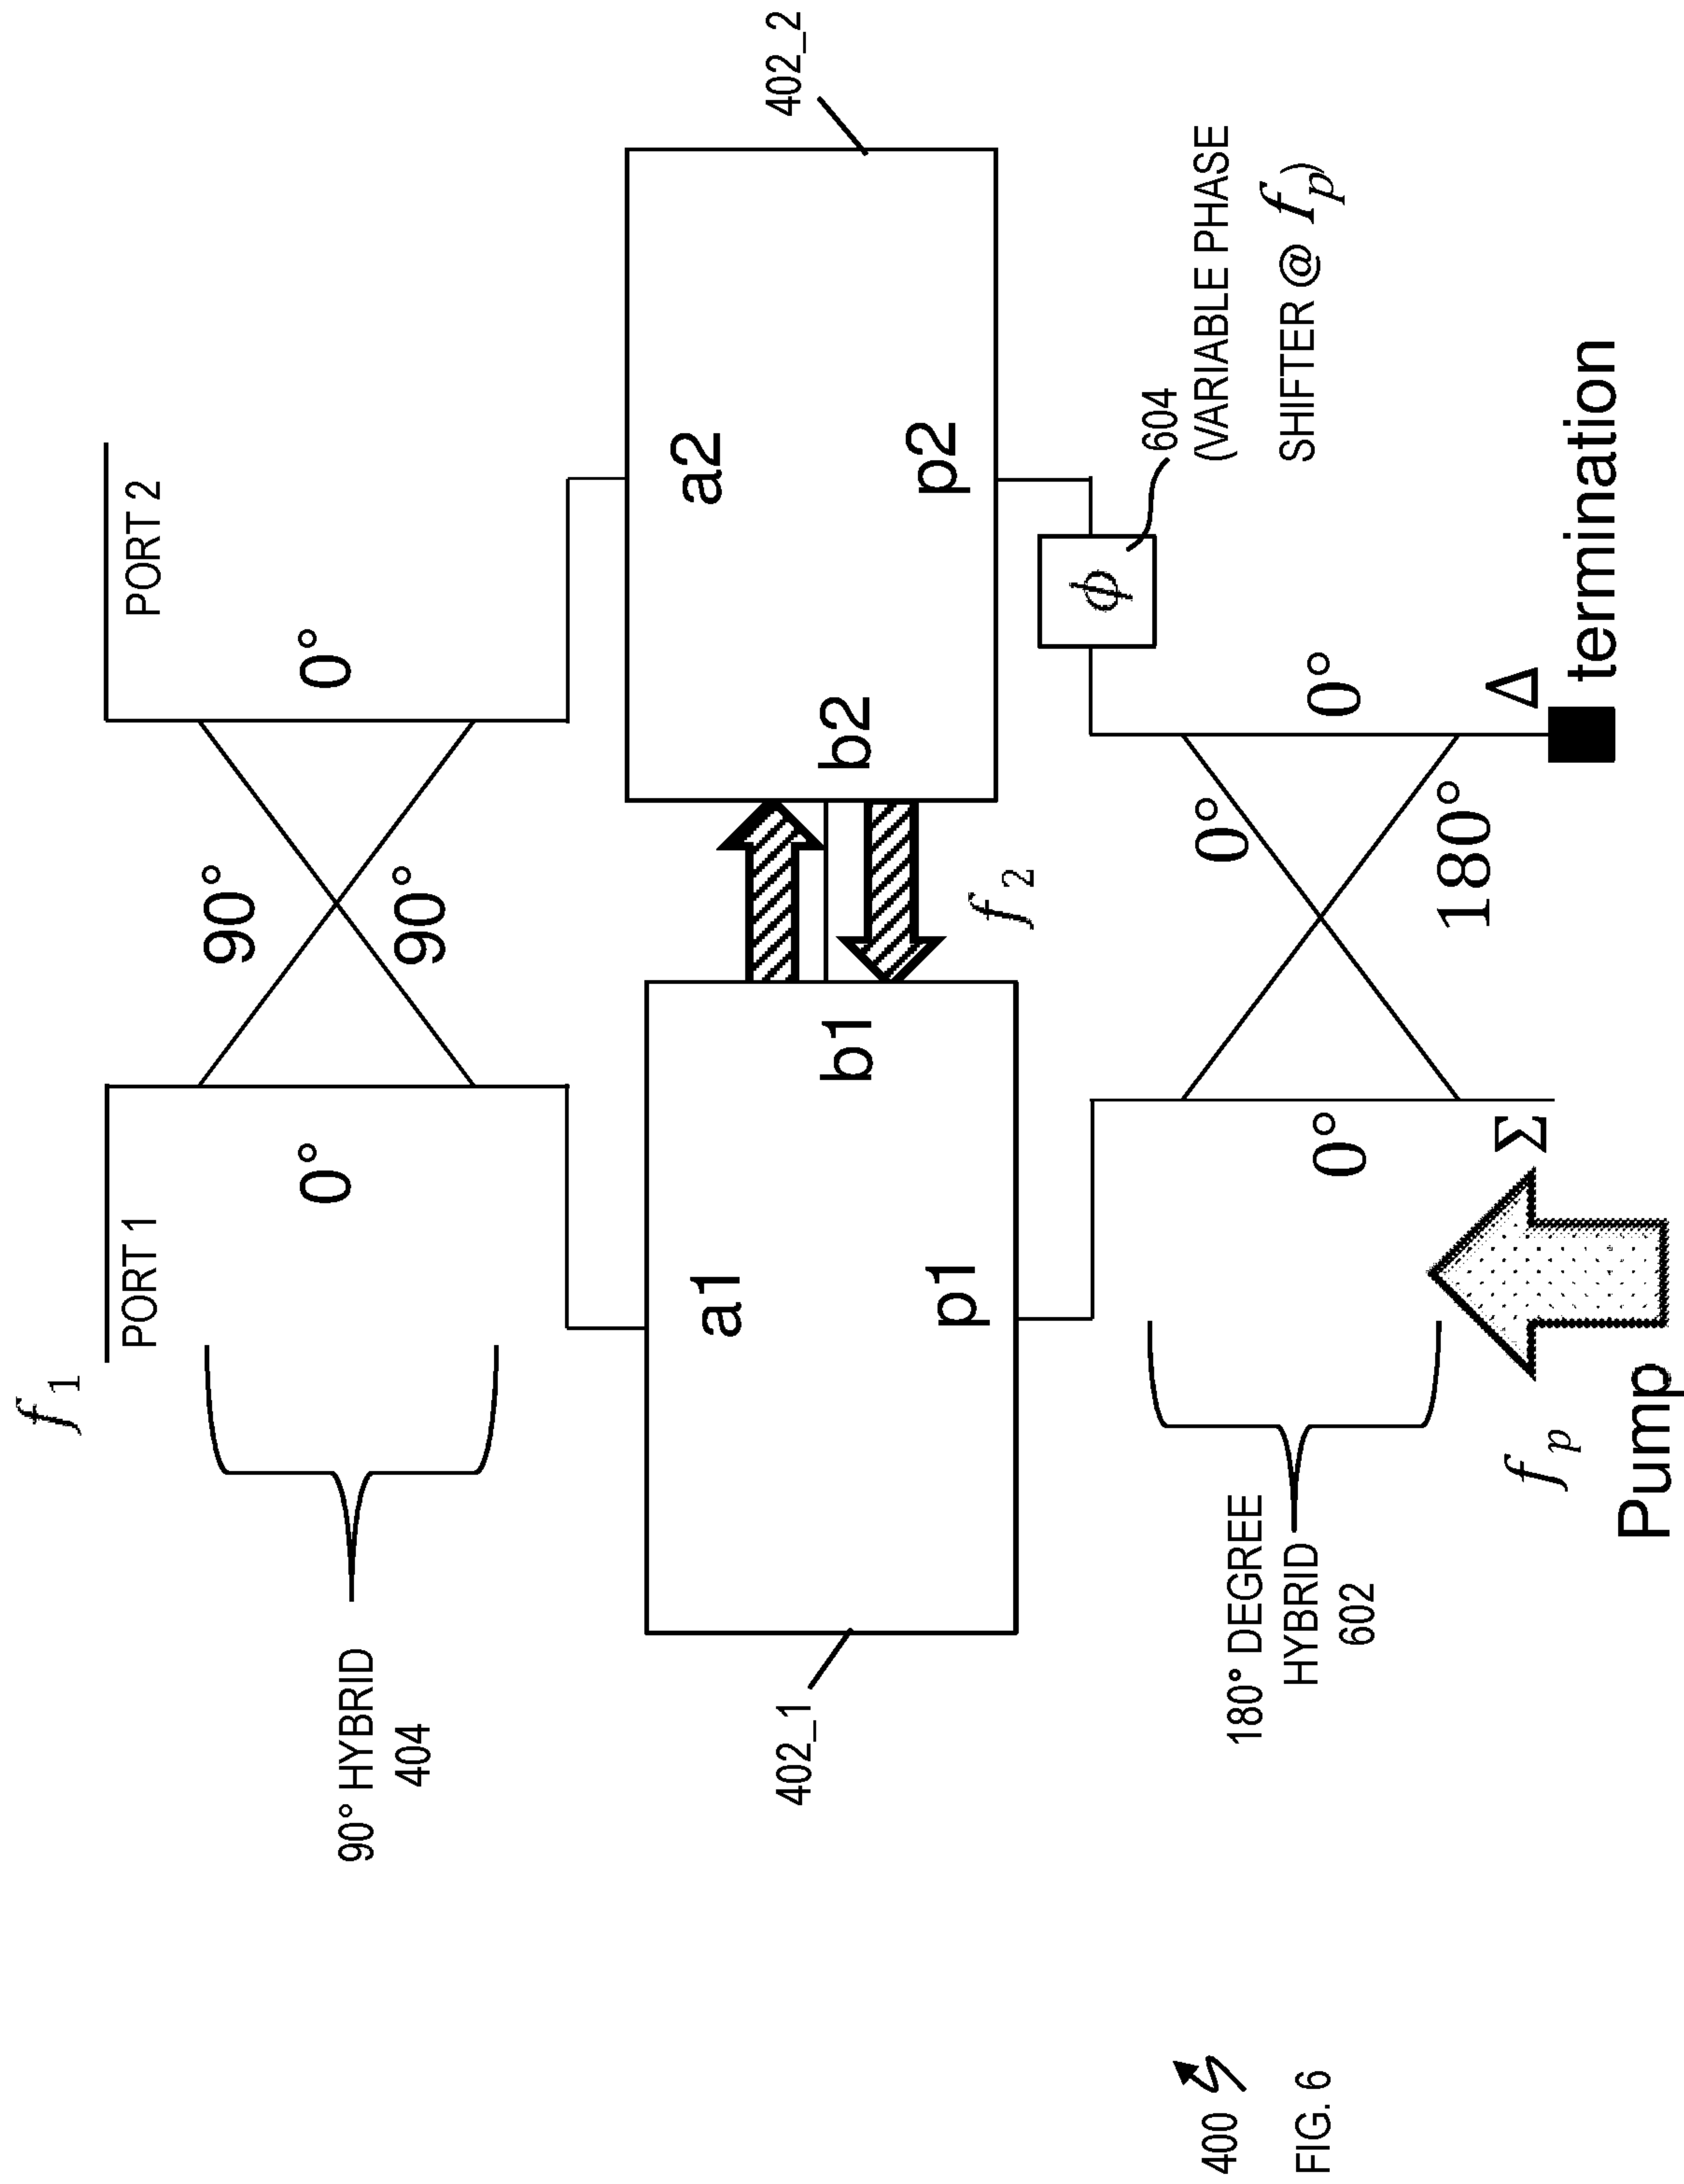 f1
PORT 1
PORT 2
90° HYBRID
404
0°
90°
90°
0°
402_1
a1
b1
p1
f2
402_2
a2
b2
p2
ϕ
604
(VARIABLE PHASE
SHIFTER @ fp)
180° DEGREE
HYBRID
602
0°
0°
180°
0°
Σ
Δ
termination
fp
Pump
400
FIG. 6